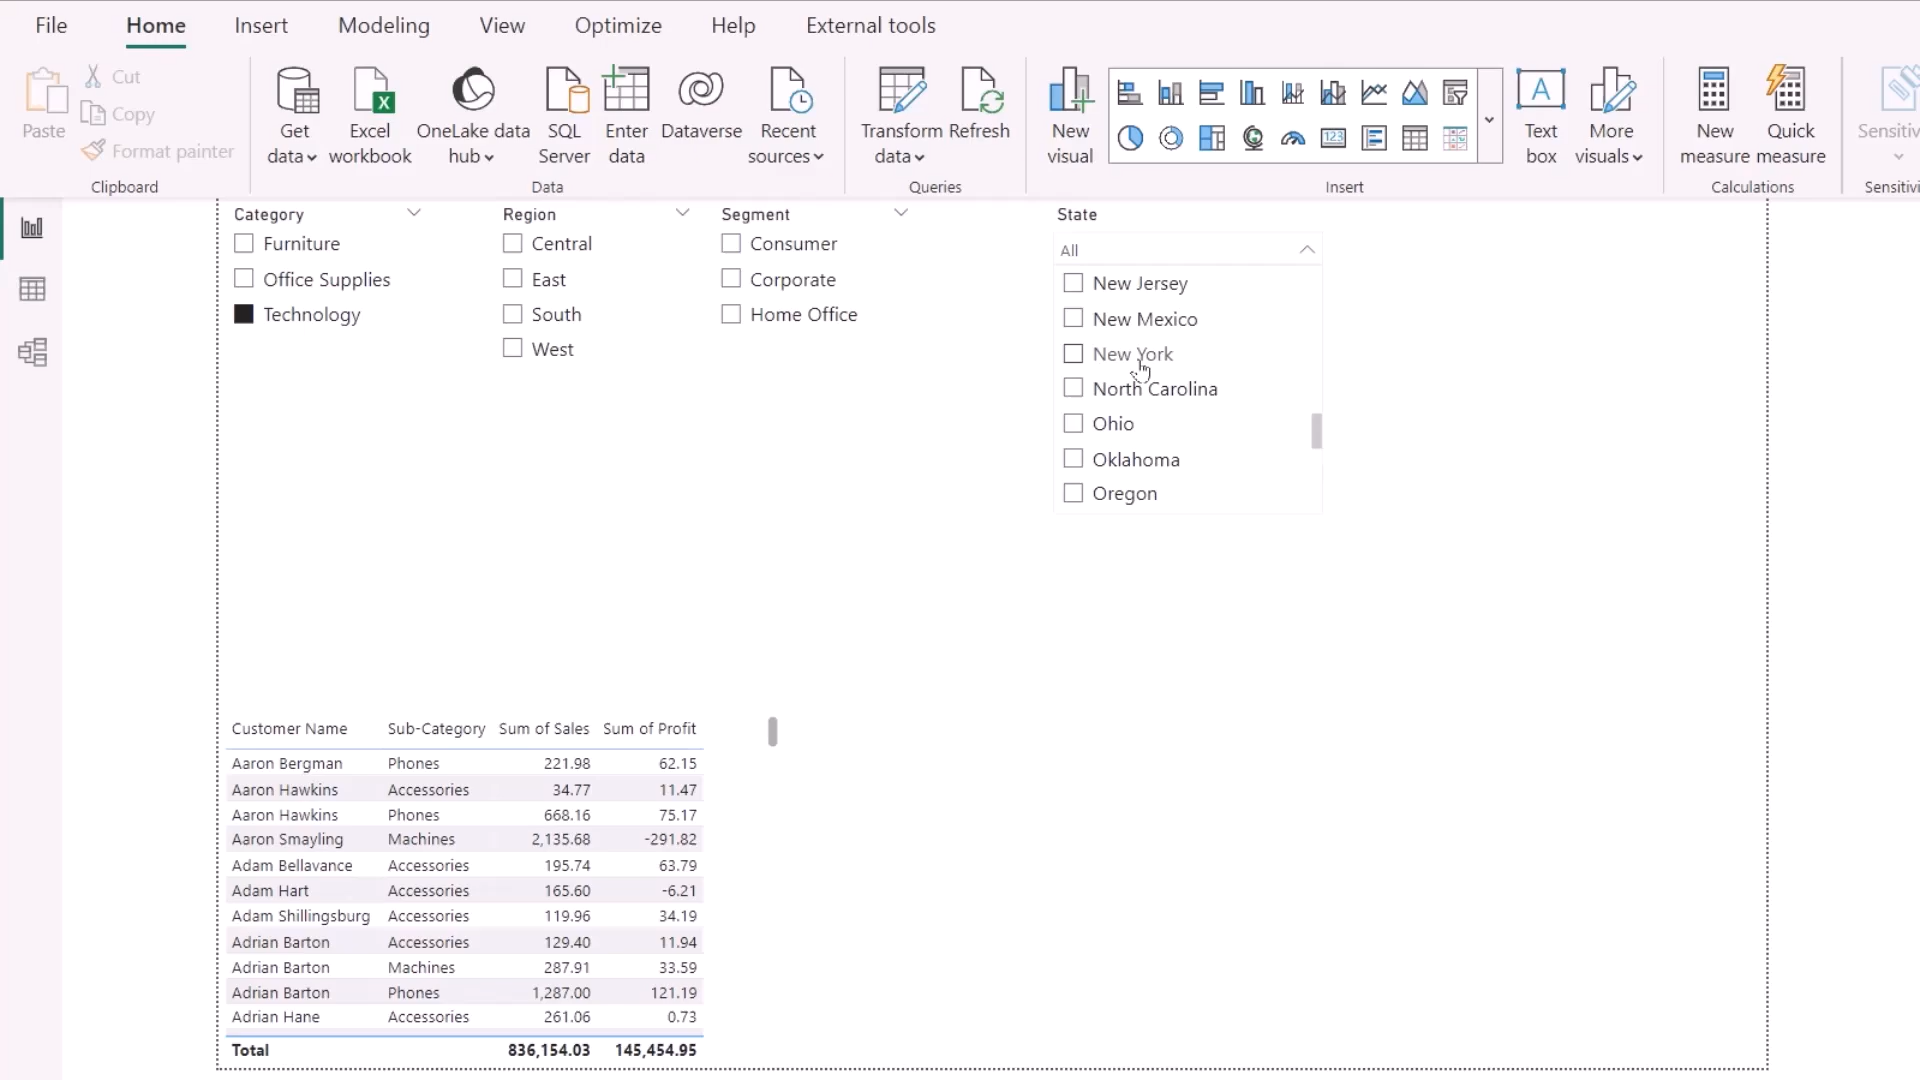 File Home Insert Modeling View Optimize Help External tools
Paste
Cut
Copy
Format painter
Clipboard
Get data
Excel workbook
OneLake data hub
SQL Server
Enter data
Dataverse
Recent sources
Data
Transform data
Refresh
Queries
New visual
123
Insert
A
Text box
More visuals
New measure
Quick measure
Calculations
Sensitiv
Sensitivi
Category
Furniture
Office Supplies
Technology
Region
Central
East
South
West
Segment
Consumer
Corporate
Home Office
State
All
New Jersey
New Mexico
New York
North Carolina
Ohio
Oklahoma
Oregon
Customer Name Sub-Category Sum of Sales Sum of Profit
Aaron Bergman Phones 221.98 62.15
Aaron Hawkins Accessories 34.77 11.47
Aaron Hawkins Phones 668.16 75.17
Aaron Smayling Machines 2,135.68 -291.82
Adam Bellavance Accessories 195.74 63.79
Adam Hart Accessories 165.60 -6.21
Adam Shillingsburg Accessories 119.96 34.19
Adrian Barton Accessories 129.40 11.94
Adrian Barton Machines 287.91 33.59
Adrian Barton Phones 1,287.00 121.19
Adrian Hane Accessories 261.06 0.73
Total 836,154.03 145,454.95